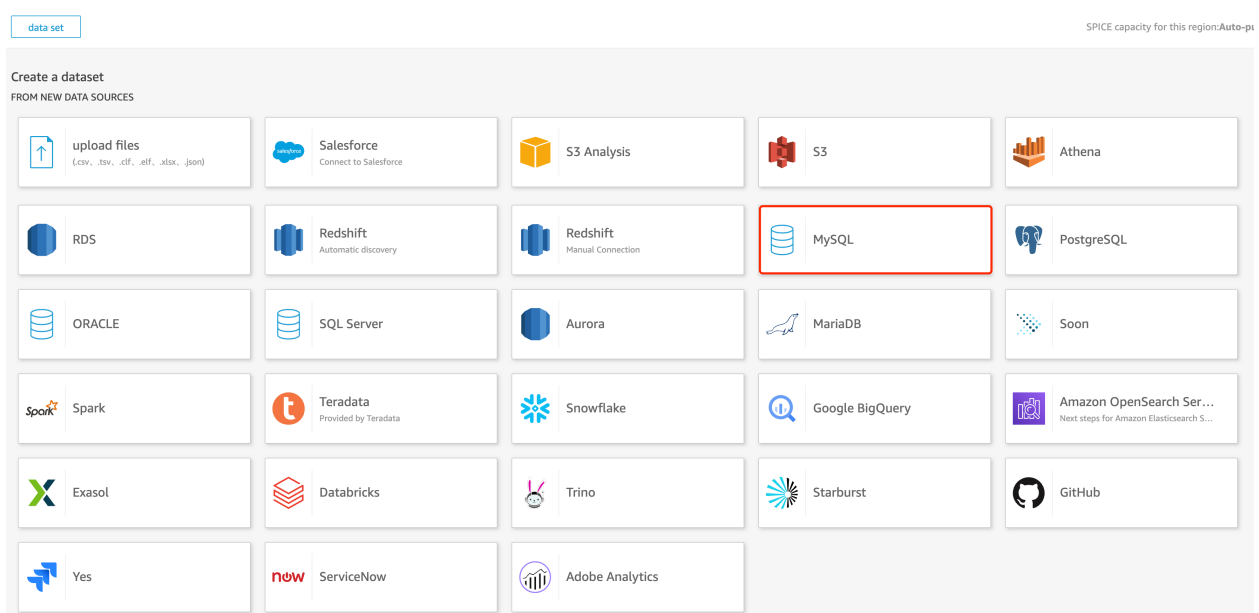 data set
SPICE capacity for this region:Auto-pu
Create a dataset
FROM NEW DATA SOURCES
upload files
(.csv、.tsv、.clf、.elf、.xlsx、.json)
salesforce
Salesforce
Connect to Salesforce
S3 Analysis
S3
Athena
RDS
Redshift
Automatic discovery
Redshift
Manual Connection
MySQL
PostgreSQL
ORACLE
SQL Server
Aurora
MariaDB
Soon
Spark
Spark
t
Teradata
Provided by Teradata
Snowflake
Google BigQuery
Amazon OpenSearch Ser...
Next steps for Amazon Elasticsearch S...
Exasol
Databricks
Trino
Starburst
GitHub
Yes
now
ServiceNow
Adobe Analytics